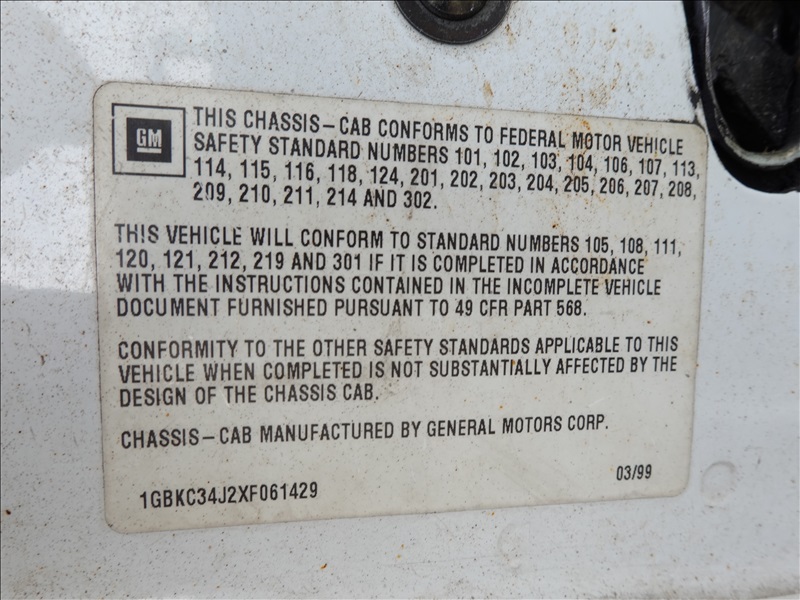 GM
THIS CHASSIS-CAB CONFORMS TO FEDERAL MOTOR VEHICLE
SAFETY STANDARD NUMBERS 101, 102, 103, 104, 106, 107, 113,
114, 115, 116, 118, 124, 201, 202, 203, 204, 205, 206, 207, 208,
209, 210, 211, 214 AND 302.
THIS VEHICLE WILL CONFORM TO STANDARD NUMBERS 105, 108, 111,
120, 121, 212, 219 AND 301 IF IT IS COMPLETED IN ACCORDANCE
WITH THE INSTRUCTIONS CONTAINED IN THE INCOMPLETE VEHICLE
DOCUMENT FURNISHED PURSUANT TO 49 CFR PART 568.
CONFORMITY TO THE OTHER SAFETY STANDARDS APPLICABLE TO THIS
VEHICLE WHEN COMPLETED IS NOT SUBSTANTIALLY AFFECTED BY THE
DESIGN OF THE CHASSIS CAB.
CHASSIS-CAB MANUFACTURED BY GENERAL MOTORS CORP.
03/99
1GBKC34J2XF061429